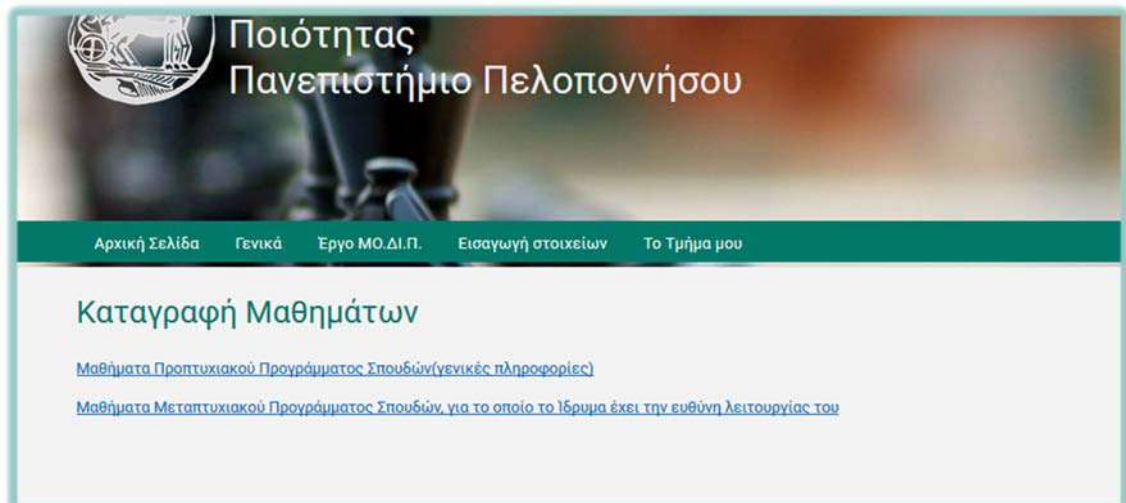 Ποιότητας
Πανεπιστήμιο Πελοποννήσου
Αρχική Σελίδα Γενικά Έργο ΜΟ.ΔΙ.Π. Εισαγωγή στοιχείων Το Τμήμα μου
Καταγραφή Μαθημάτων
Μαθήματα Προπτυχιακού Προγράμματος Σπουδών(γενικές πληροφορίες)
Μαθήματα Μεταπτυχιακού Προγράμματος Σπουδών, για το οποίο το Ίδρυμα έχει την ευθύνη λειτουργίας του